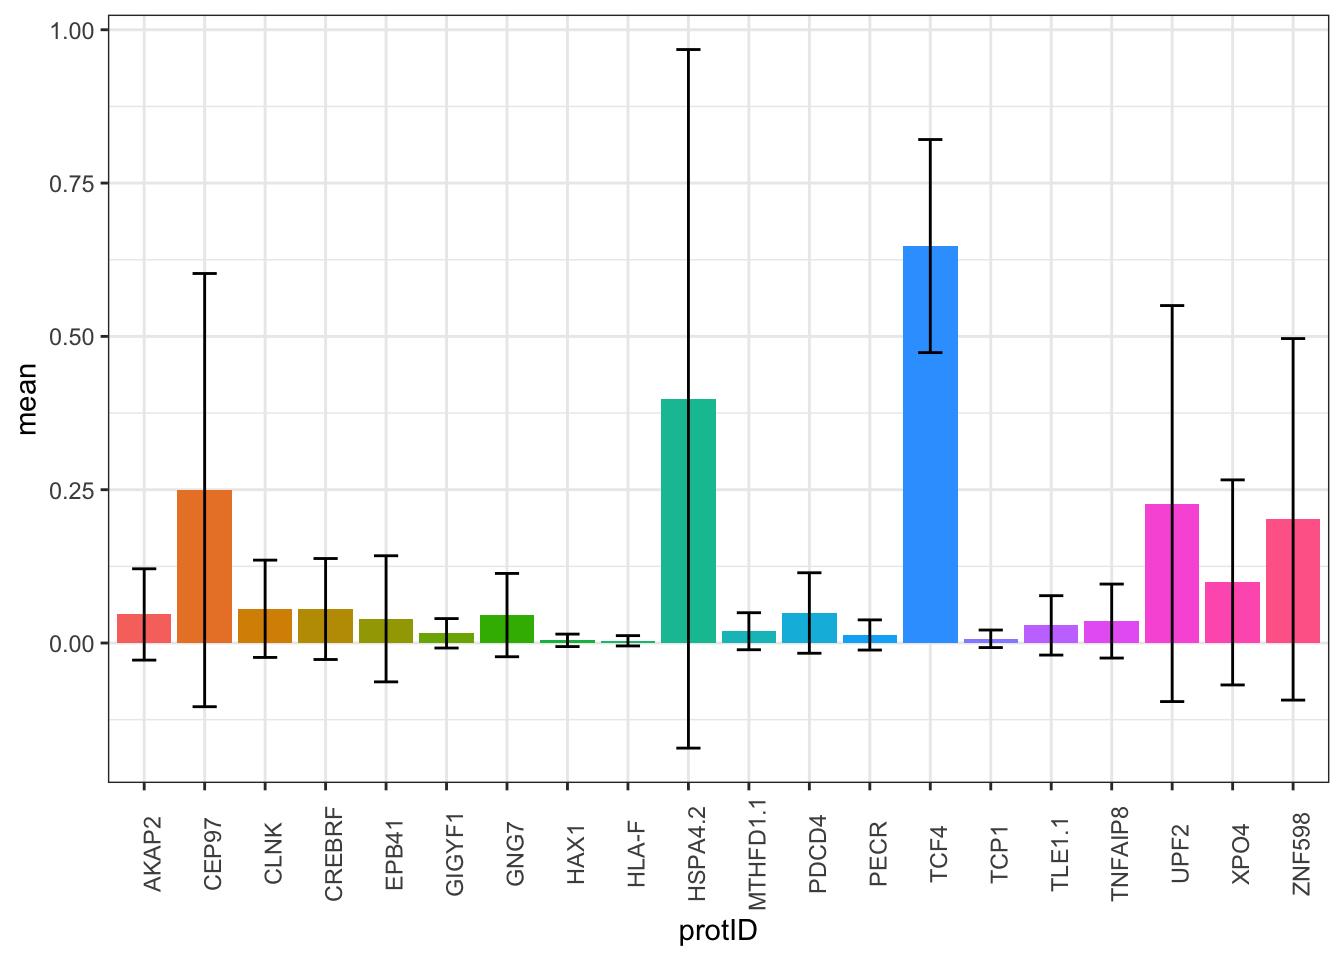 1.00
0.75
0.50
0.25
0.00
mean
AKAP2
CEP97
CLNK
CREBRF
EPB41
GIGYF1
GNG7
HAX1
HLA-F
HSPA4.2
MTHFD1.1
PDCD4
PECR
TCF4
TCP1
TLE1.1
TNFAIP8
UPF2
XPO4
ZNF598
protID